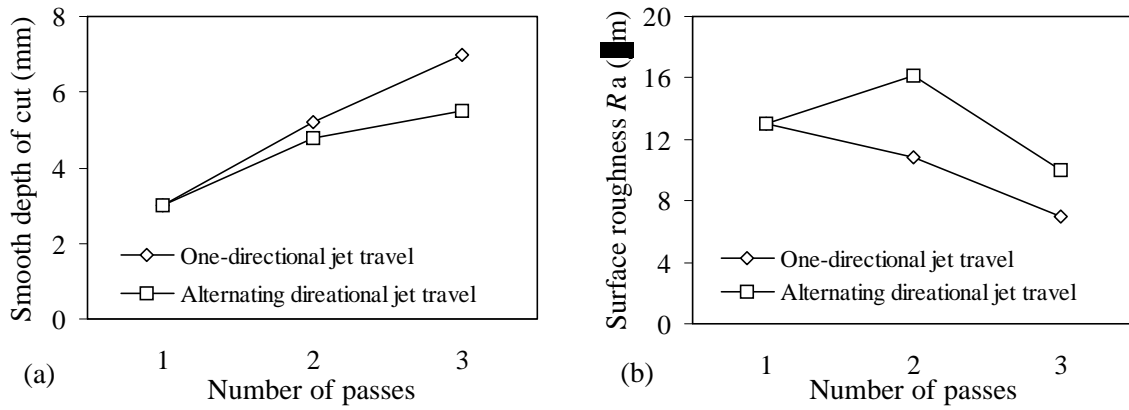 8
6
4
2
0
Smooth depth of cut (mm)
One-directional jet travel
Alternating direational jet travel
1 2 3
Number of passes
(a)
20
16
12
8
4
0
Surface roughness Ra ( m)
One-directional jet travel
Alternating direational jet travel
1 2 3
Number of passes
(b)